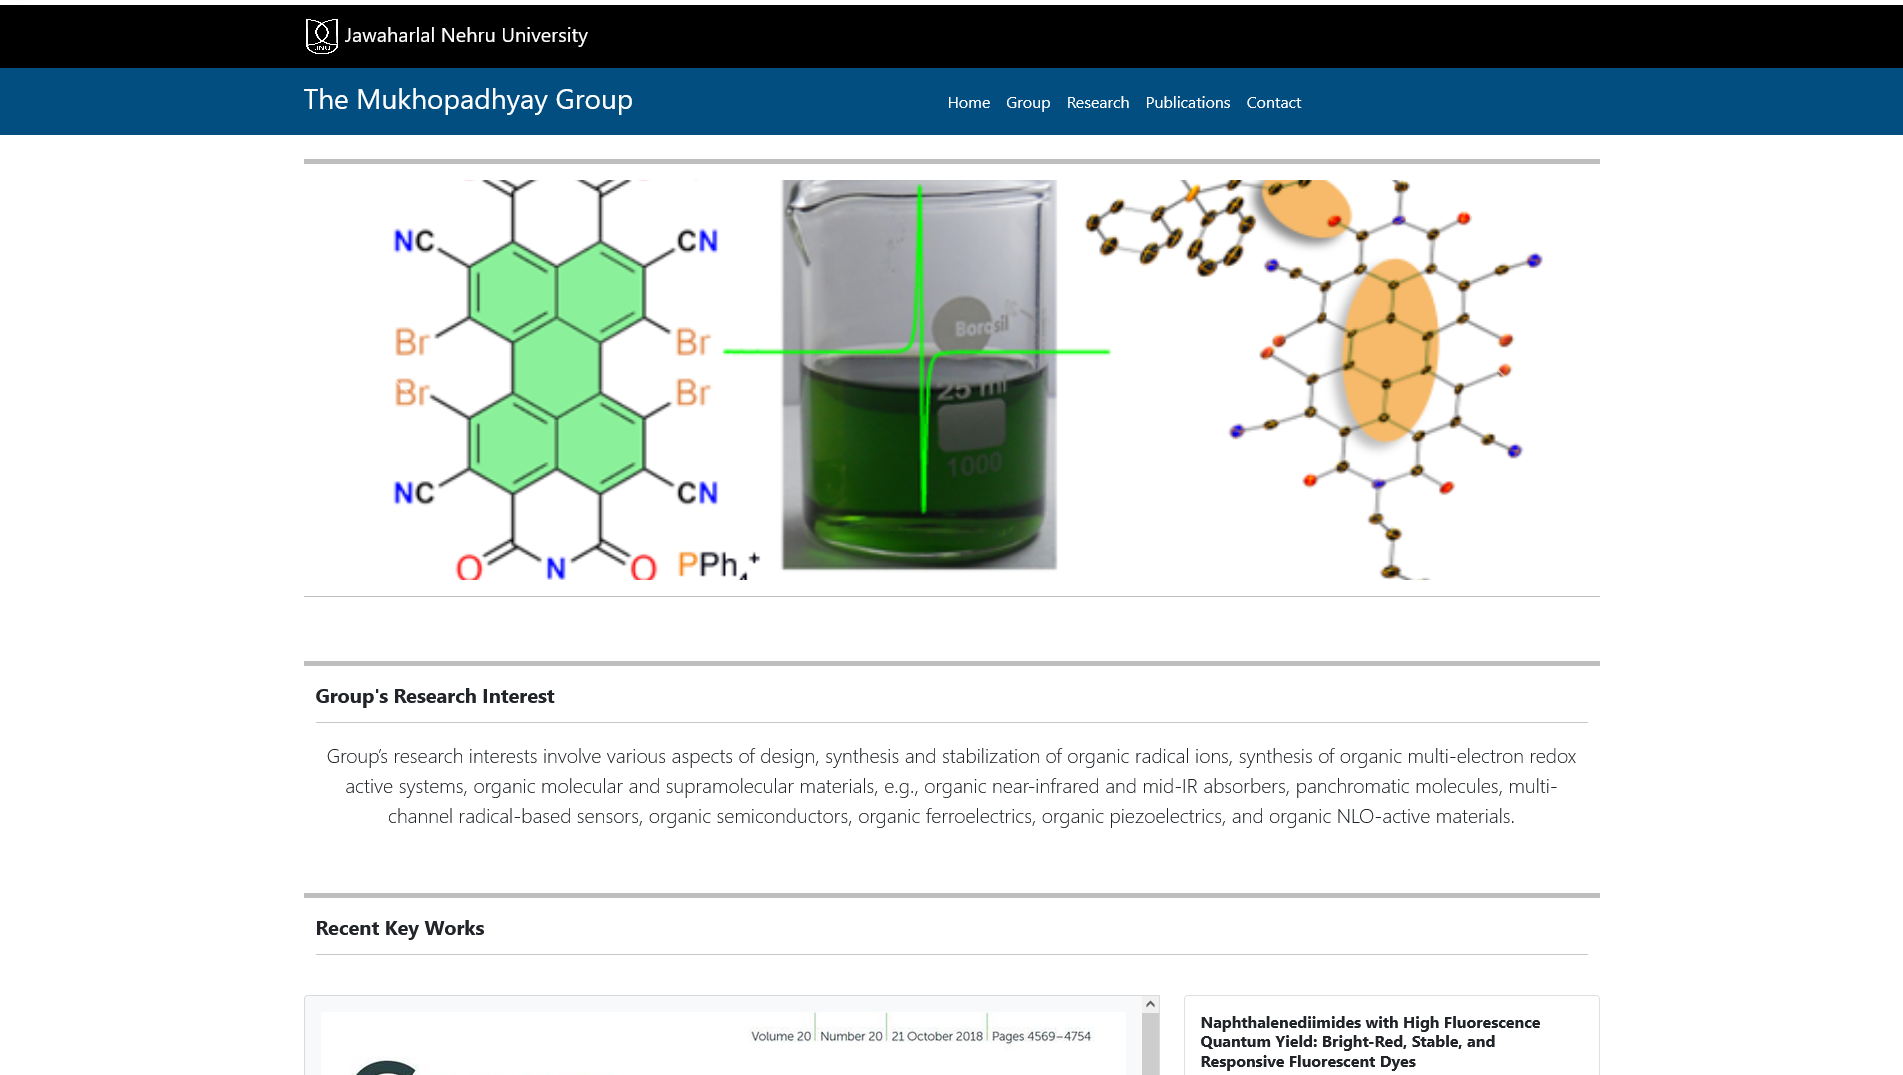 JNU
Jawaharlal Nehru University
The Mukhopadhyay Group
Home Group Research Publications Contact
NC CN
Br Br
Br Br
NC CN
O N O PPh4+
Borosil
25 ml
1000
Group's Research Interest
Group’s research interests involve various aspects of design, synthesis and stabilization of organic radical ions, synthesis of organic multi-electron redox
active systems, organic molecular and supramolecular materials, e.g., organic near-infrared and mid-IR absorbers, panchromatic molecules, multi-
channel radical-based sensors, organic semiconductors, organic ferroelectrics, organic piezoelectrics, and organic NLO-active materials.
Recent Key Works
Volume 20 Number 20 21 October 2018 Pages 4569–4754
Naphthalenediimides with High Fluorescence
Quantum Yield: Bright-Red, Stable, and
Responsive Fluorescent Dyes